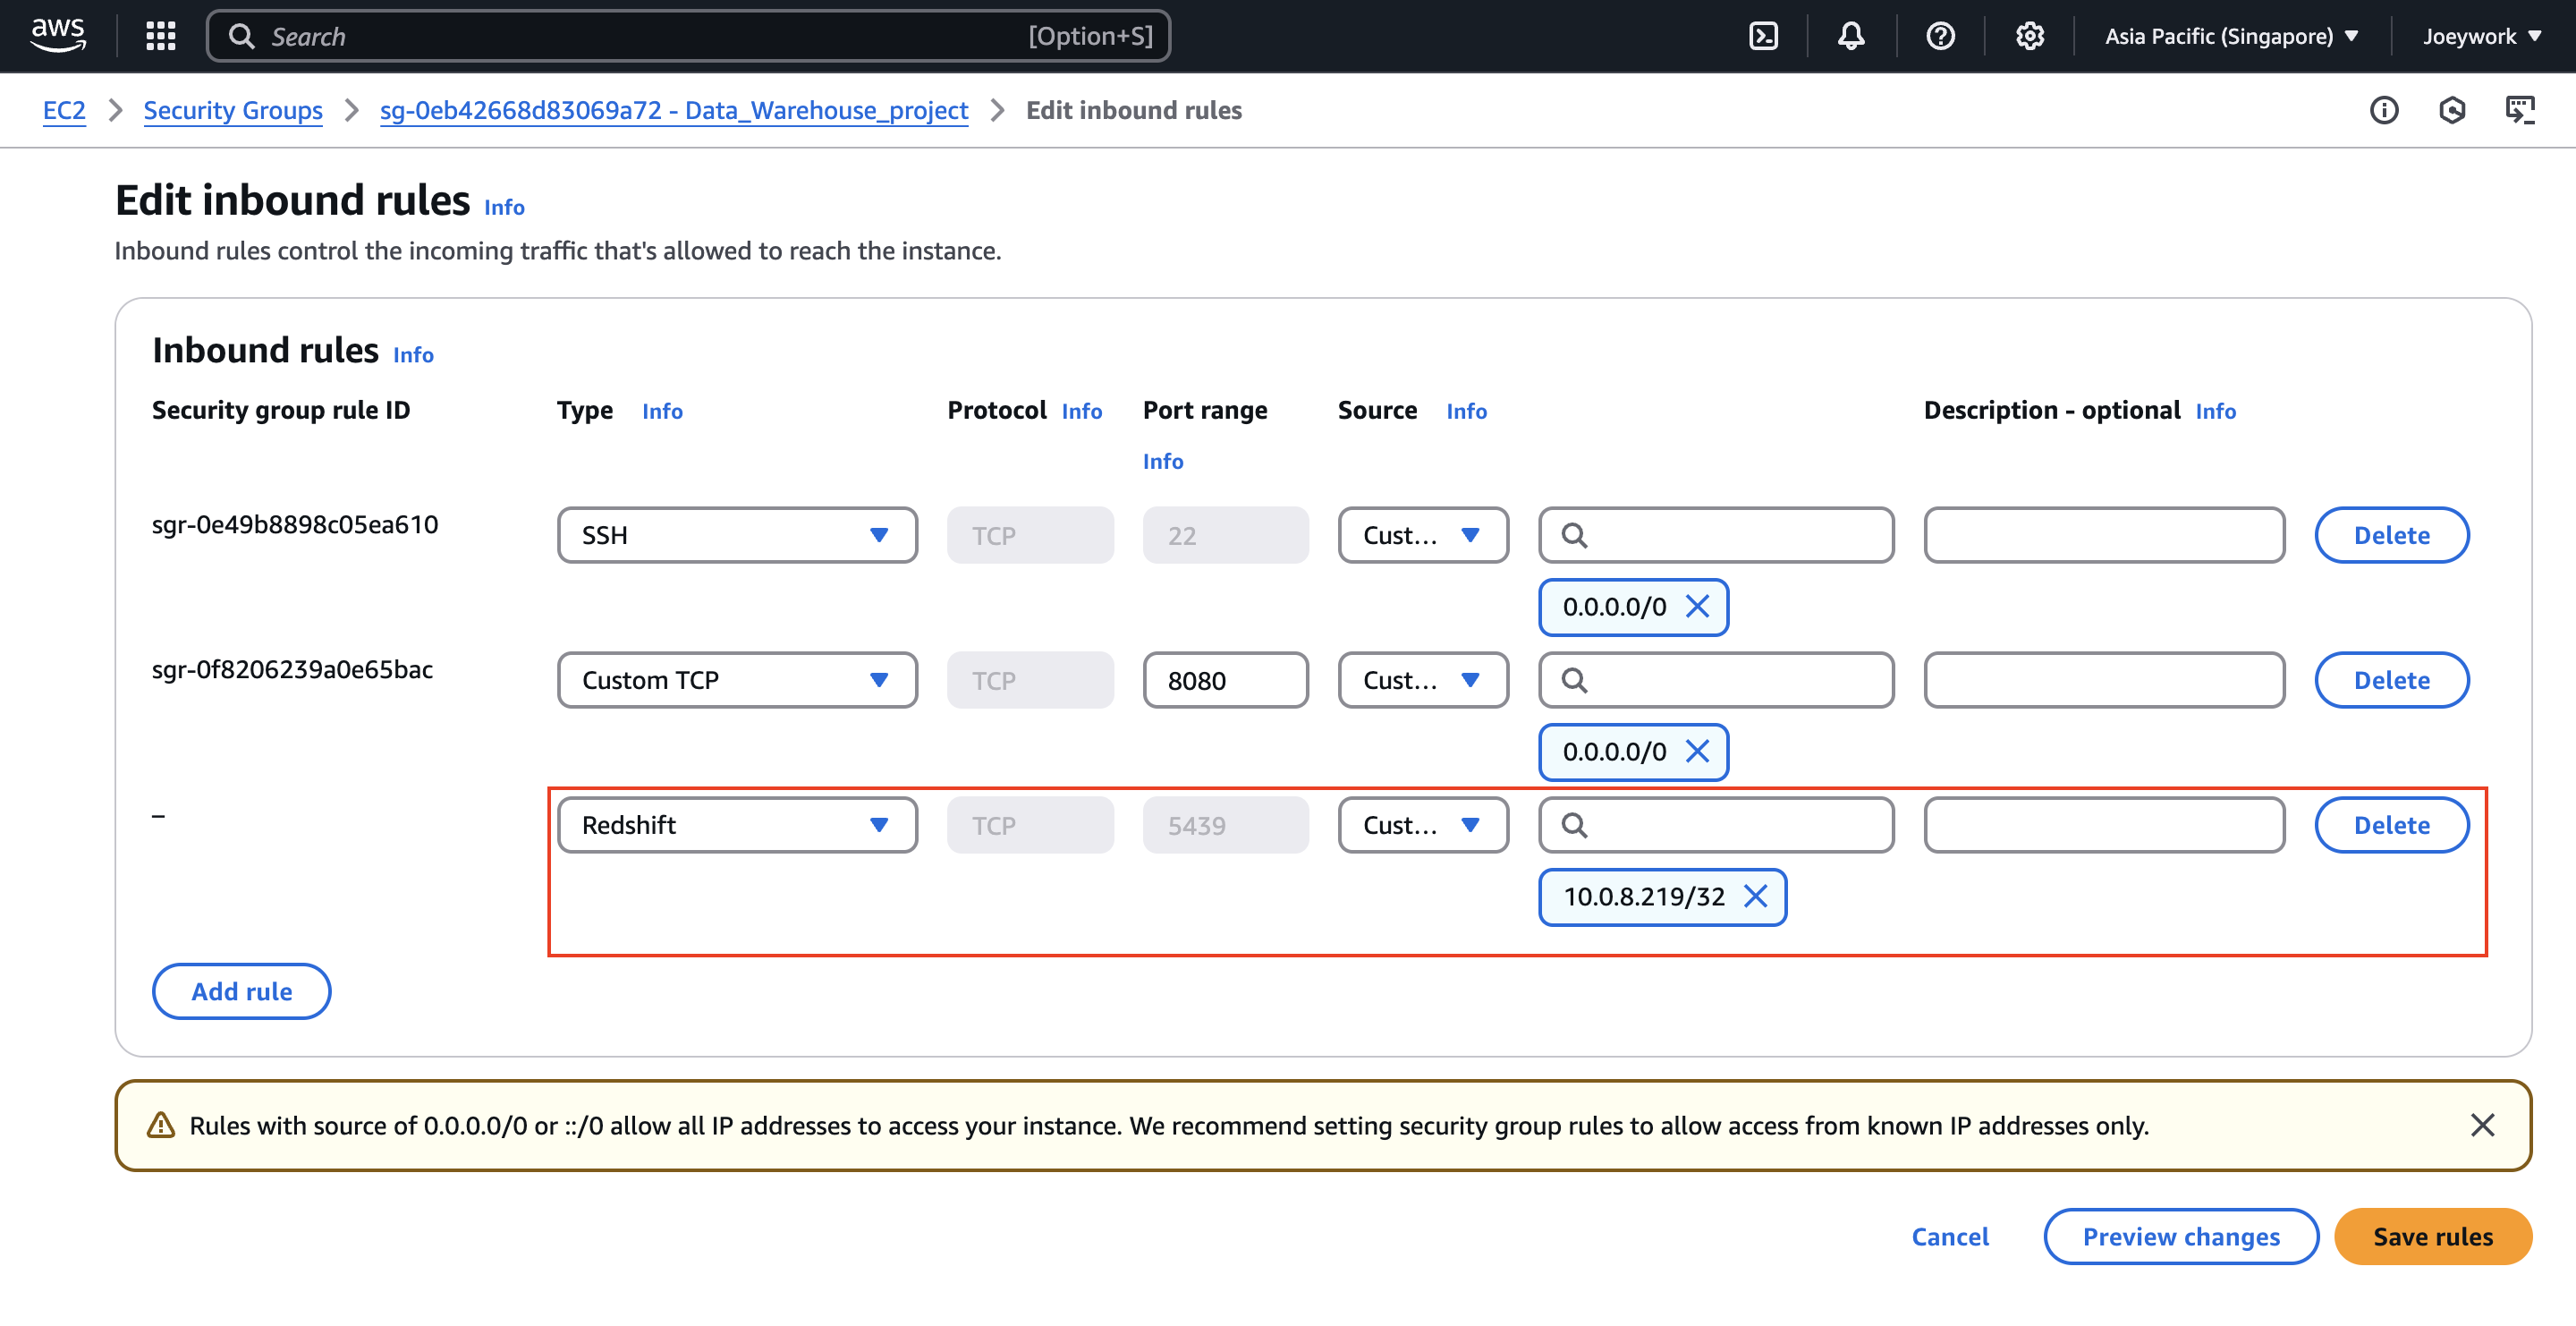 aws
Search [Option+S] Asia Pacific (Singapore) Joeywork
EC2 Security Groups sg-0eb42668d83069a72 - Data_Warehouse_project Edit inbound rules
Edit inbound rules Info
Inbound rules control the incoming traffic that's allowed to reach the instance.
Inbound rules Info
Security group rule ID Type Info Protocol Info Port range Source Info Description - optional Info
Info
sgr-0e49b8898c05ea610 SSH TCP 22 Cust... Delete
0.0.0.0/0
sgr-0f8206239a0e65bac Custom TCP TCP 8080 Cust... Delete
0.0.0.0/0
– Redshift TCP 5439 Cust... Delete
10.0.8.219/32
Add rule
Rules with source of 0.0.0.0/0 or ::/0 allow all IP addresses to access your instance. We recommend setting security group rules to allow access from known IP addresses only.
Cancel Preview changes Save rules